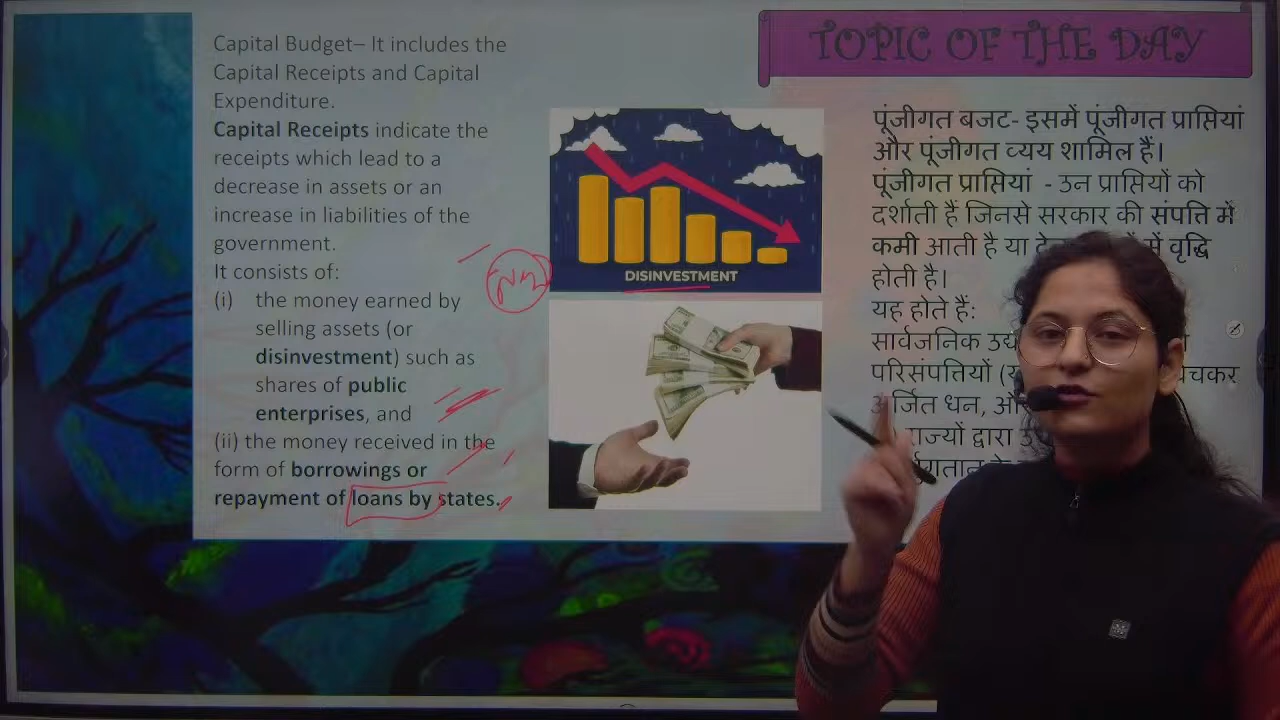 Capital Budget– It includes the
Capital Receipts and Capital
Expenditure.
Capital Receipts indicate the
receipts which lead to a
decrease in assets or an
increase in liabilities of the
government.
It consists of:
(i) the money earned by
selling assets (or
disinvestment) such as
shares of public
enterprises, and
(ii) the money received in the
form of borrowings or
repayment of loans by states.
DISINVESTMENT
TOPIC OF THE DAY
पूंजीगत बजट- इसमें पूंजीगत प्राप्तियां
और पूंजीगत व्यय शामिल हैं।
पूंजीगत प्राप्तियां - उन प्राप्तियों को
दर्शाती हैं जिनसे सरकार की संपत्ति में
कमी आती है या में वृद्धि
होती है।
यह होते हैं:
सार्वजनिक
परिसंपत्तियों
अर्जित धन,
राज्यों द्वारा